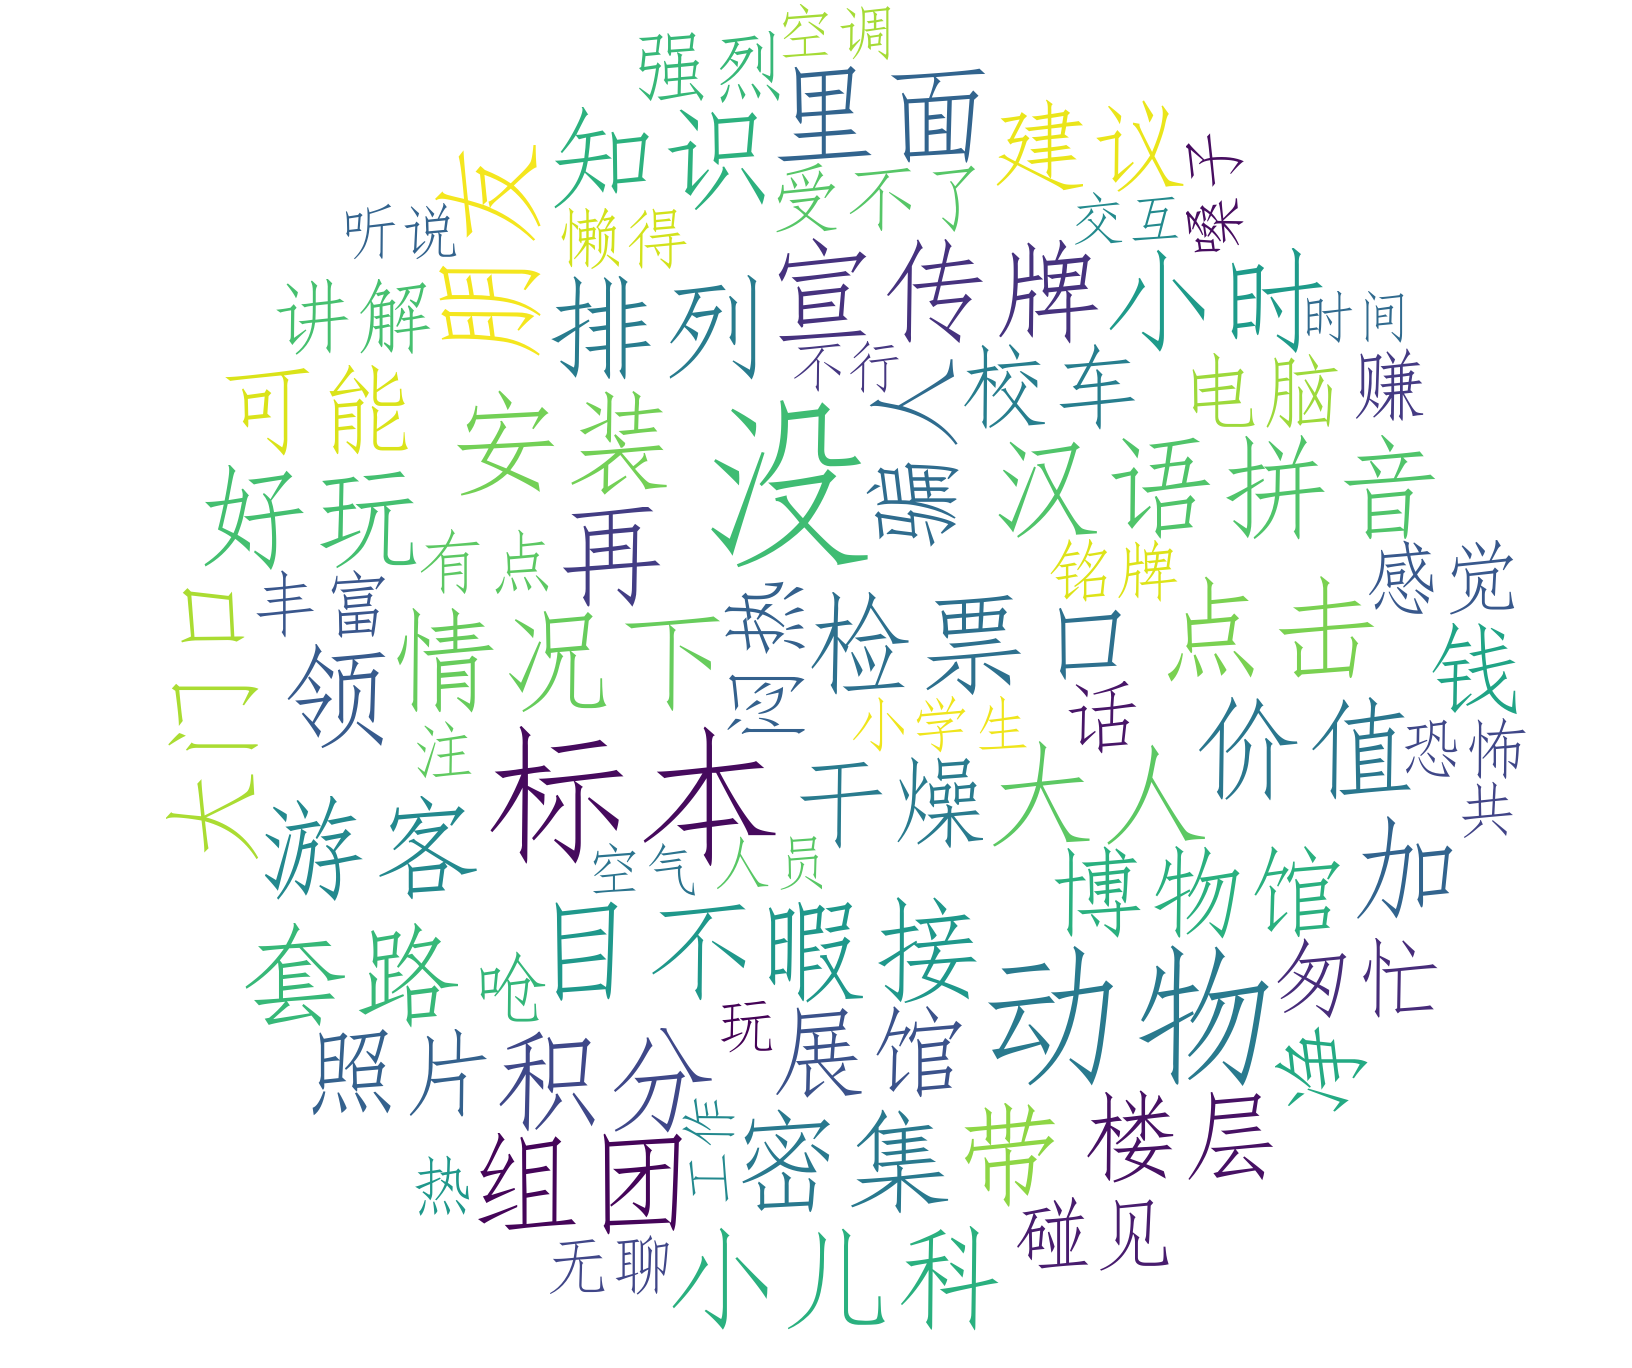 空调
强烈
里面
建议
知识
嗓子
朋友
受不了
听说
懒得
交互
宣传牌
小时
讲解
排列
时间
不行
骗人
校车
电脑
赚
可能
安装
没
汉语拼音
好玩
再
有点
铭牌
感觉
丰富
大门口
领
情况下
闷热
检票口
点击
钱
小学生
话
价值
恐怖
注
标本
干燥
大人
共
游客
空气
人员
博物馆
加
套路
呛
目不暇接
动物
匆忙
玩
展馆
照片
积分
净
工作
密集
带
楼层
热
组团
碰见
无聊
小儿科